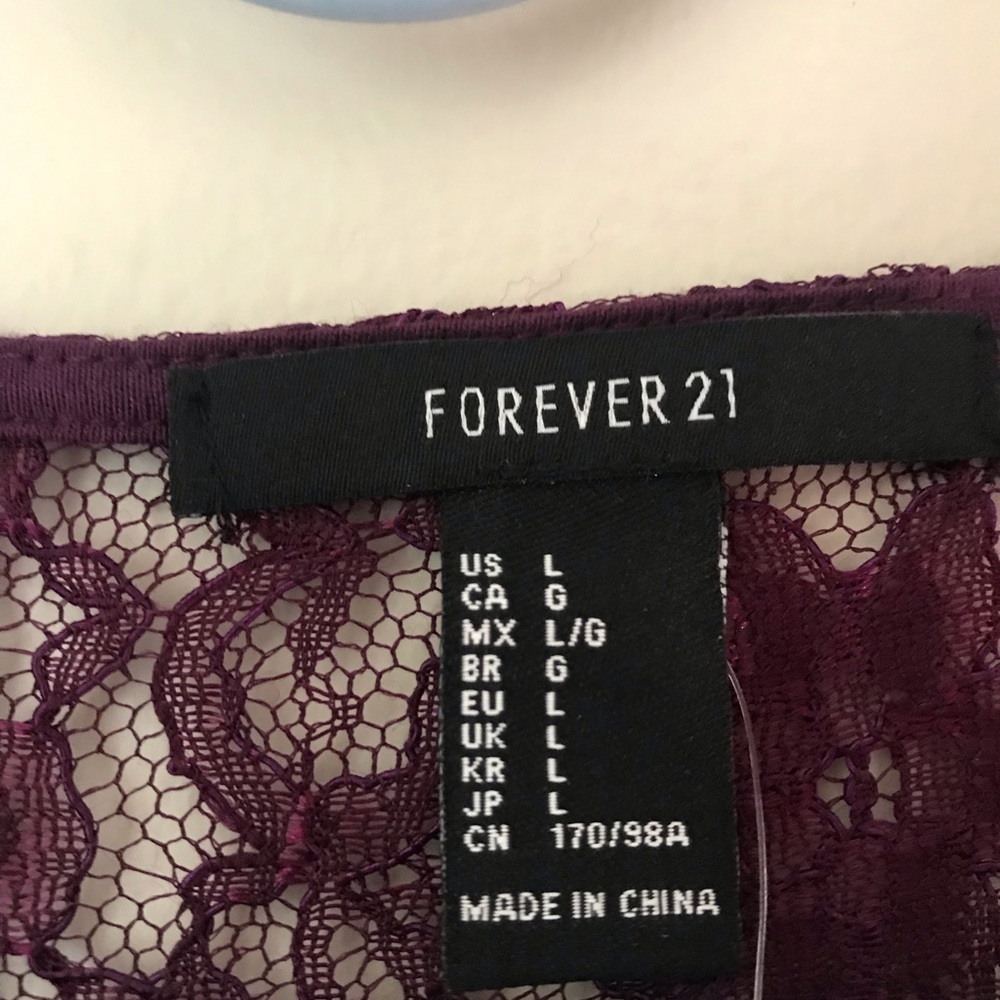 FOREVER 21
US L
CA G
MX L/G
BR G
EU L
UK L
KR L
JP L
CN 170/98A
MADE IN CHINA